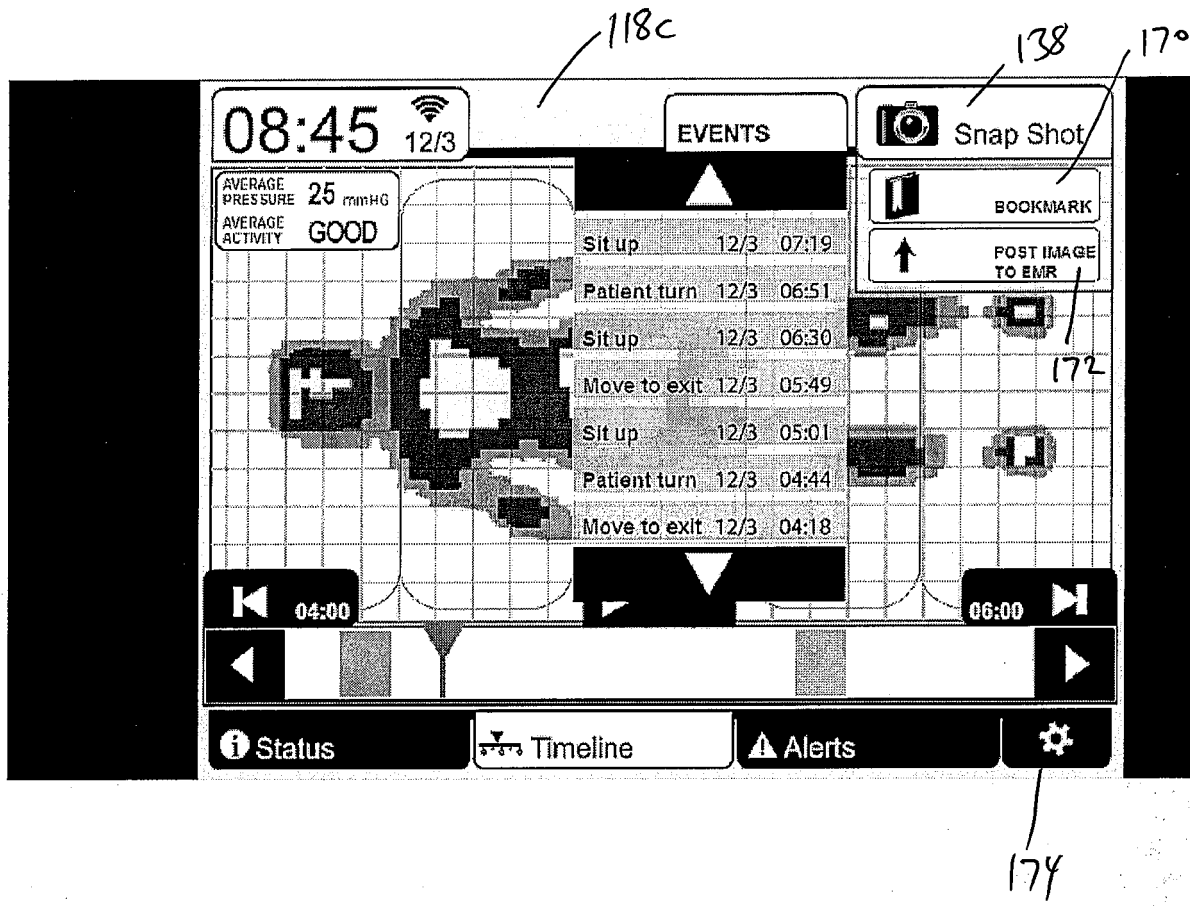 118c
138
170
08:45
12/3
EVENTS
Snap Shot
AVERAGE PRESSURE 25 mmHG
AVERAGE ACTIVITY GOOD
BOOKMARK
POST IMAGE
TO EMR
172
Sit up 12/3 07:19
Patient turn 12/3 06:51
Sit up 12/3 06:30
Move to exit 12/3 05:49
Sit up 12/3 05:01
Patient turn 12/3 04:44
Move to exit 12/3 04:18
04:00
06:00
Status
Timeline
Alerts
174